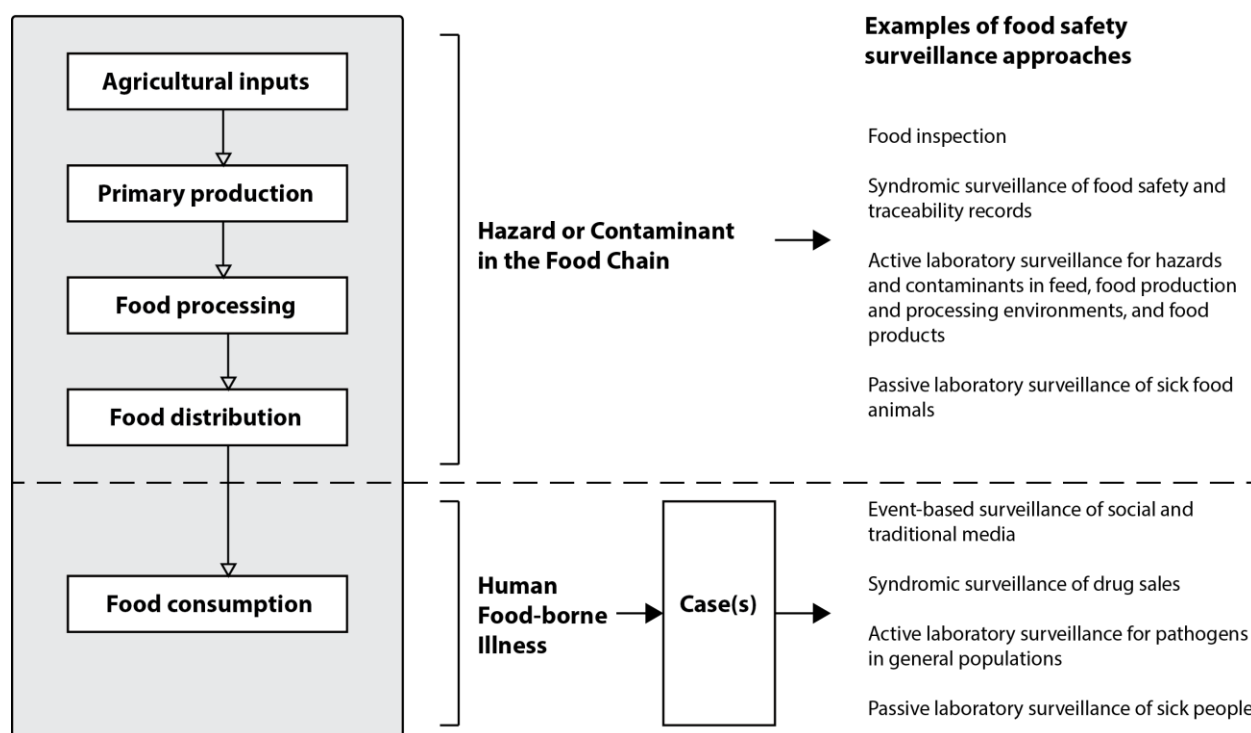 Agricultural inputs
Primary production
Food processing
Food distribution
Food consumption
Hazard or Contaminant
in the Food Chain
Human
Food-borne
Illness
Case(s)
Examples of food safety
surveillance approaches
Food inspection
Syndromic surveillance of food safety and
traceability records
Active laboratory surveillance for hazards
and contaminants in feed, food production
and processing environments, and food
products
Passive laboratory surveillance of sick food
animals
Event-based surveillance of social and
traditional media
Syndromic surveillance of drug sales
Active laboratory surveillance for pathogens
in general populations
Passive laboratory surveillance of sick people